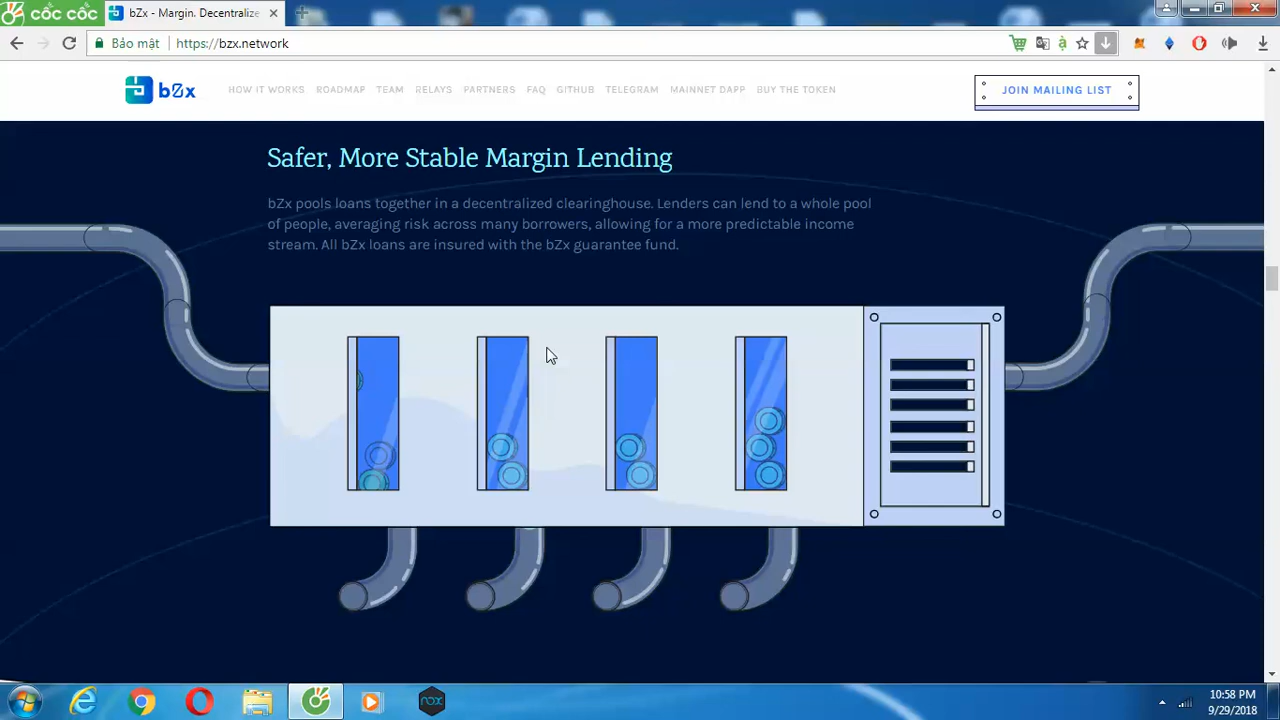 cốc cốc
bZx - Margin. Decentralize
Bảo mật
https://bzx.network
bZx
HOW IT WORKS ROADMAP TEAM RELAYS PARTNERS FAQ GITHUB TELEGRAM MAINNET DAPP BUY THE TOKEN
JOIN MAILING LIST
Safer, More Stable Margin Lending
bZx pools loans together in a decentralized clearinghouse. Lenders can lend to a whole pool
of people, averaging risk across many borrowers, allowing for a more predictable income
stream. All bZx loans are insured with the bZx guarantee fund.
nox
10:58 PM
9/29/2018